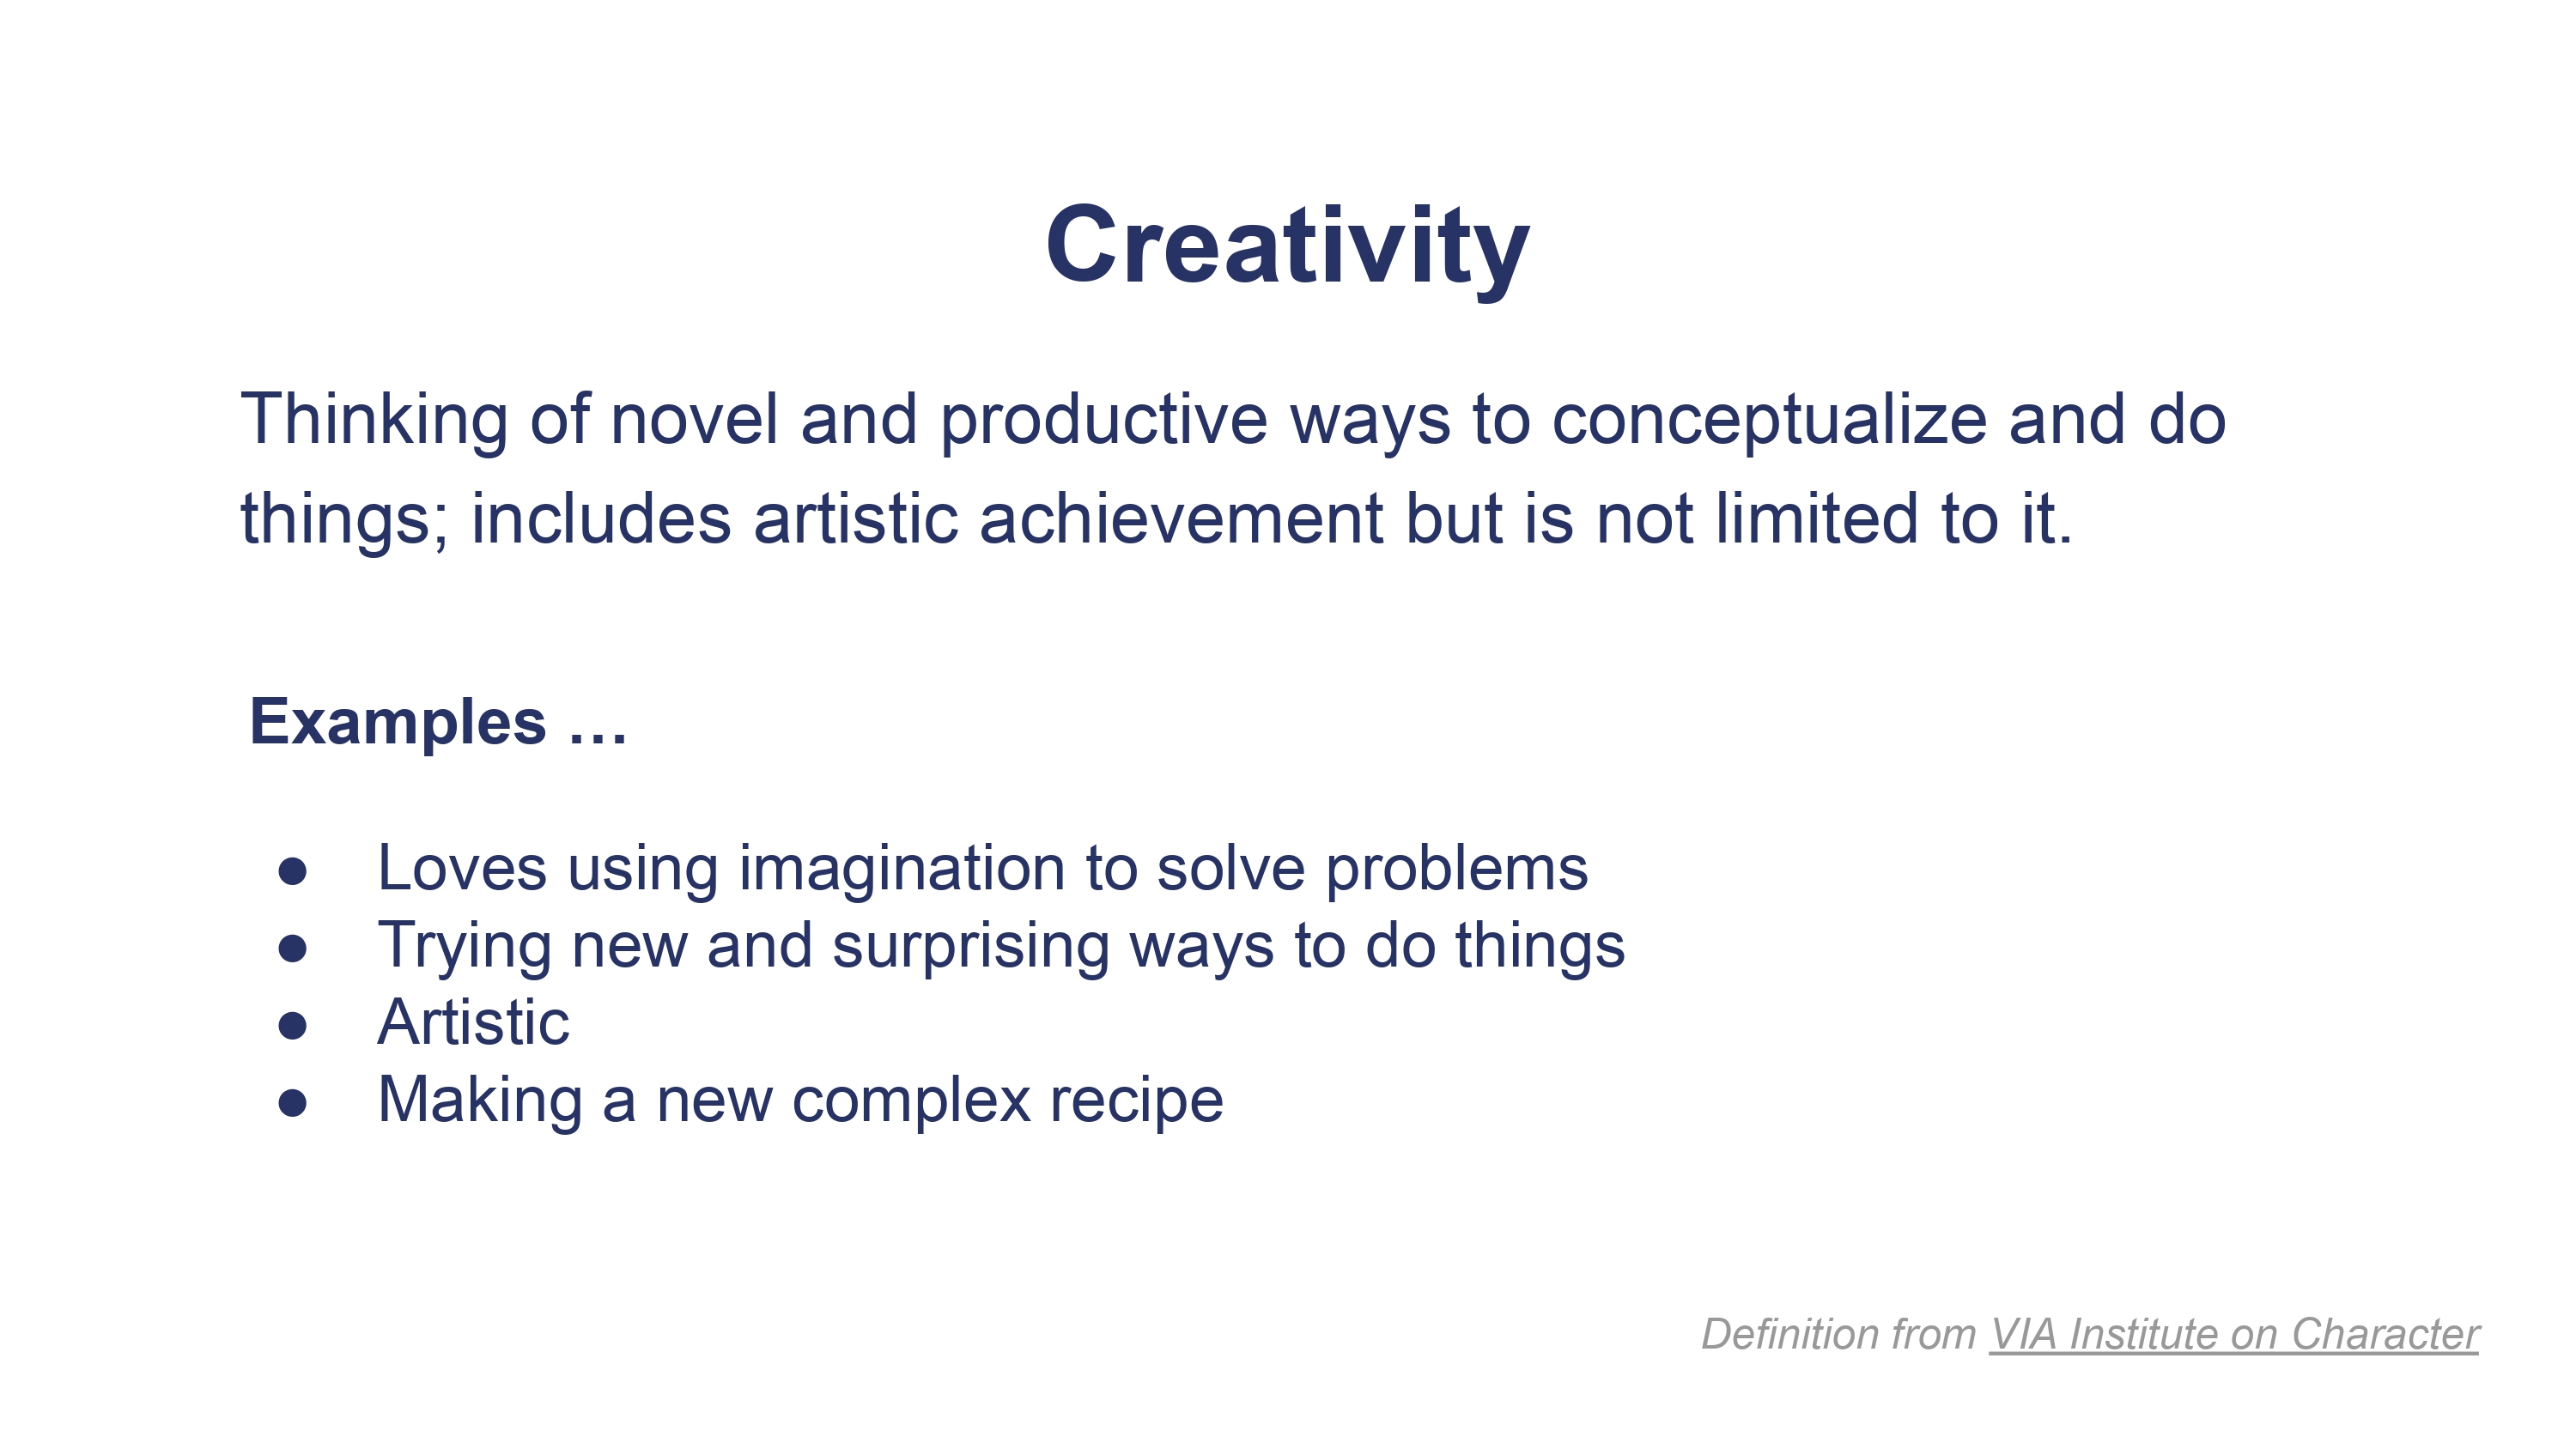 Creativity
Thinking of novel and productive ways to conceptualize and do
things; includes artistic achievement but is not limited to it.
Examples …
● Loves using imagination to solve problems
● Trying new and surprising ways to do things
● Artistic
● Making a new complex recipe
Definition from VIA Institute on Character